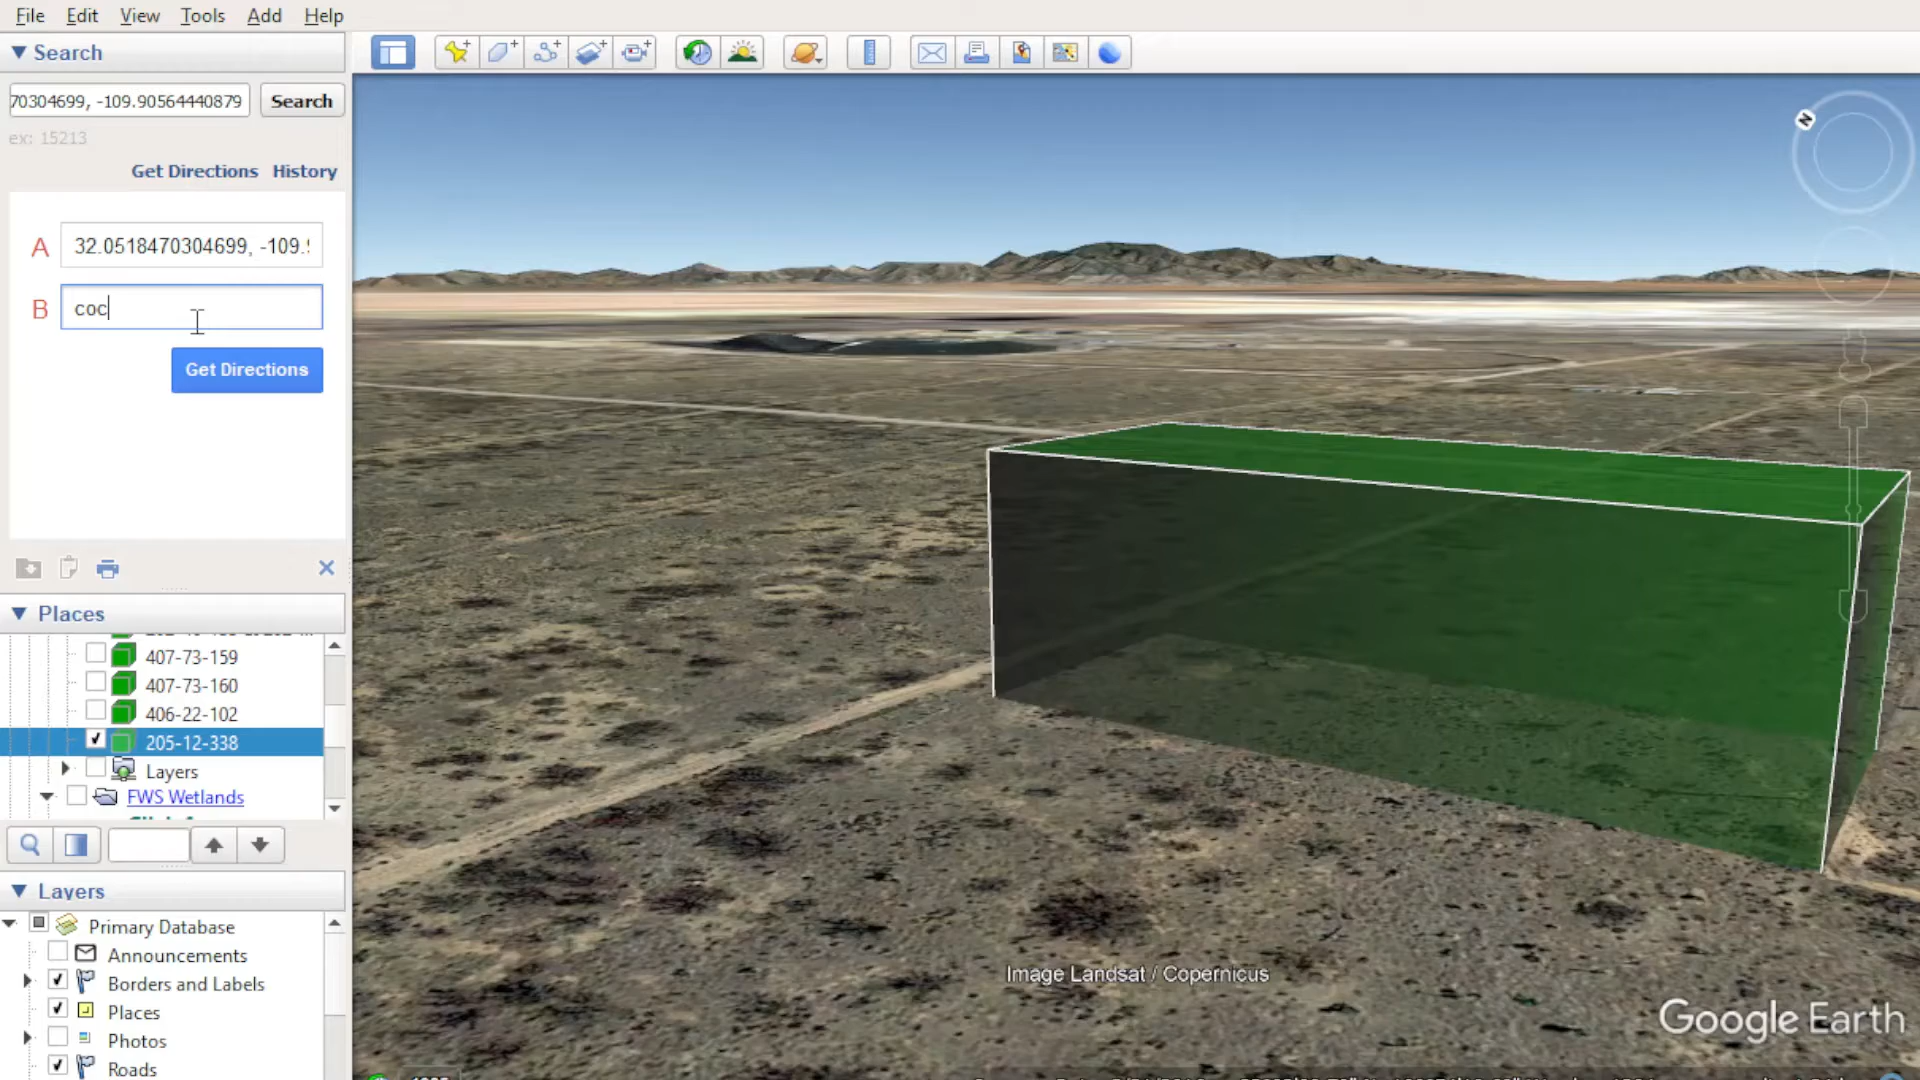 File Edit View Tools Add Help
Search
70304699, -109.90564440879 Search
ex: 15213
Get Directions History
A 32.0518470304699, -109.9
B coc
Get Directions
Places
407-73-159
407-73-160
406-22-102
205-12-338
Layers
FWS Wetlands
Layers
Primary Database
Announcements
Borders and Labels
Places
Photos
Roads
N
Image Landsat / Copernicus
Google Earth